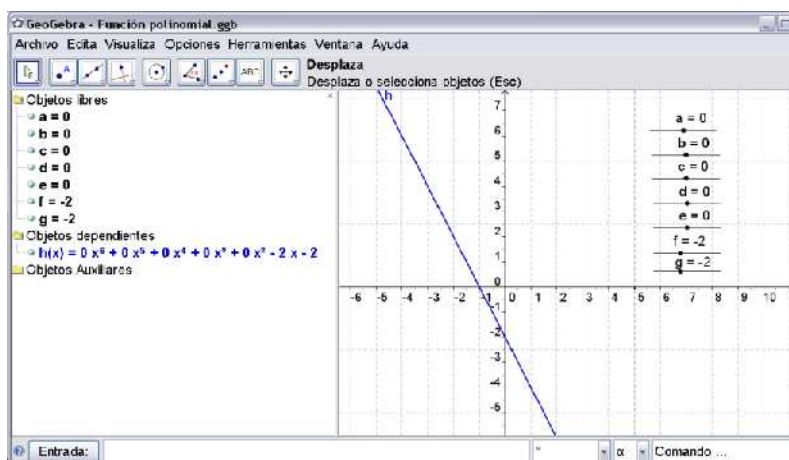 GeoGebra - Función polinomial.ggb
Archivo Edita Visualiza Opciones Herramientas Ventana Ayuda
ABC
Desplaza
Desplaza o selecciona objetos (Esc)
Objetos libres
a = 0
b = 0
c = 0
d = 0
e = 0
f = -2
g = -2
Objetos dependientes
h(x) = 0 x⁶ + 0 x⁵ + 0 x⁴ + 0 x³ + 0 x² - 2 x - 2
Objetos Auxiliares
h
7
6
5
4
3
2
1
0
-1
-2
-3
-4
-5
-6 -5 -4 -3 -2 -1 0 1 2 3 4 5 6 7 8 9 10
a = 0
b = 0
c = 0
d = 0
e = 0
f = -2
g = -2
Entrada:
°
α
Comando ...